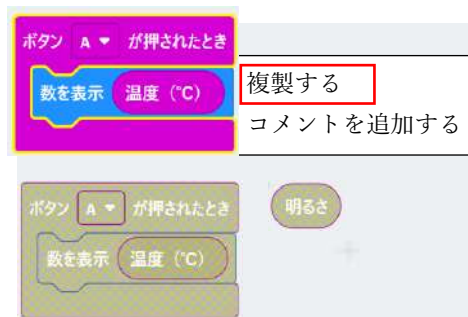 ボタン A が押されたとき
数を表示 温度 (°C)
複製する
コメントを追加する
ボタン A が押されたとき
数を表示 温度 (°C)
明るさ